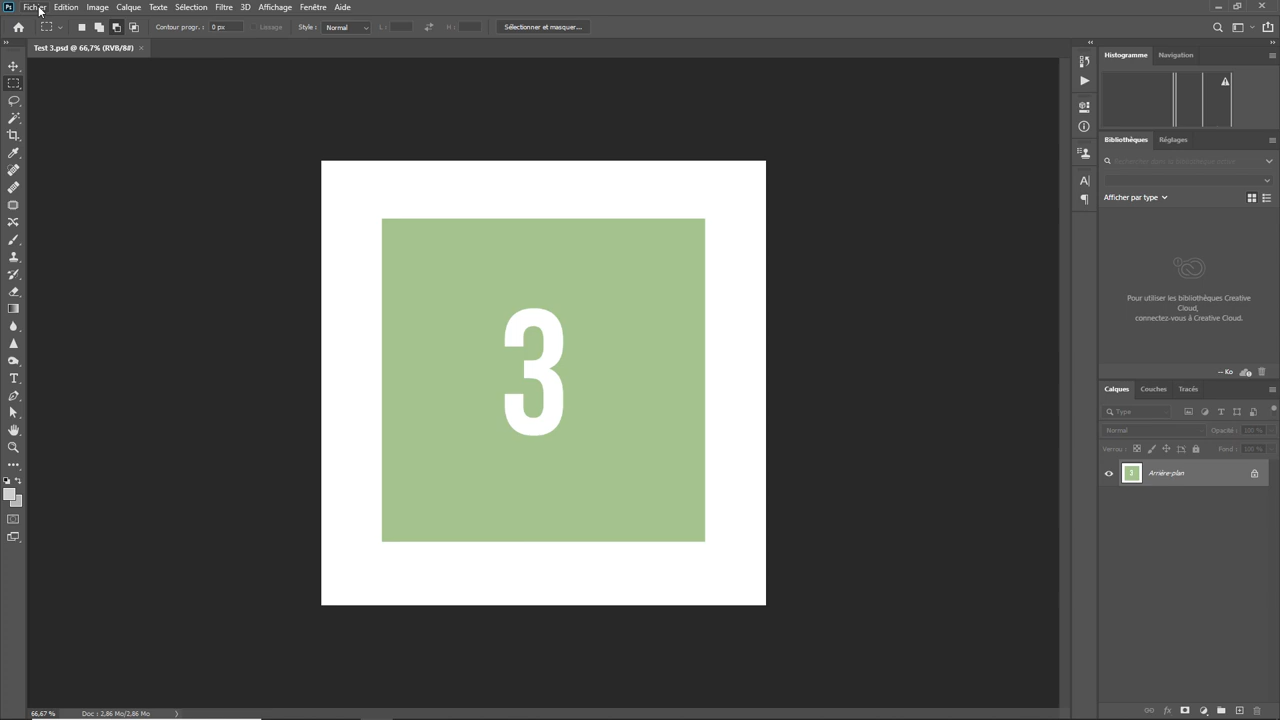 Ps Fichier Edition Image Calque Texte Sélection Filtre 3D Affichage Fenêtre Aide
Contour progr. : 0 px Lissage Style : Normal L : H : Sélectionner et masquer...
Test 3.psd @ 66,7% (RVB/8#)
Histogramme Navigation
Bibliothèques Réglages
Afficher par type
Pour utiliser les bibliothèques Creative
Cloud,
connectez-vous à Creative Cloud.
-- Ko
Calques Couches Tracés
Type
Normal Opacité : 100 %
Verrou : Fond : 100 %
3 Arrière-plan
3
66,67 % Doc : 2,86 Mo/2,86 Mo